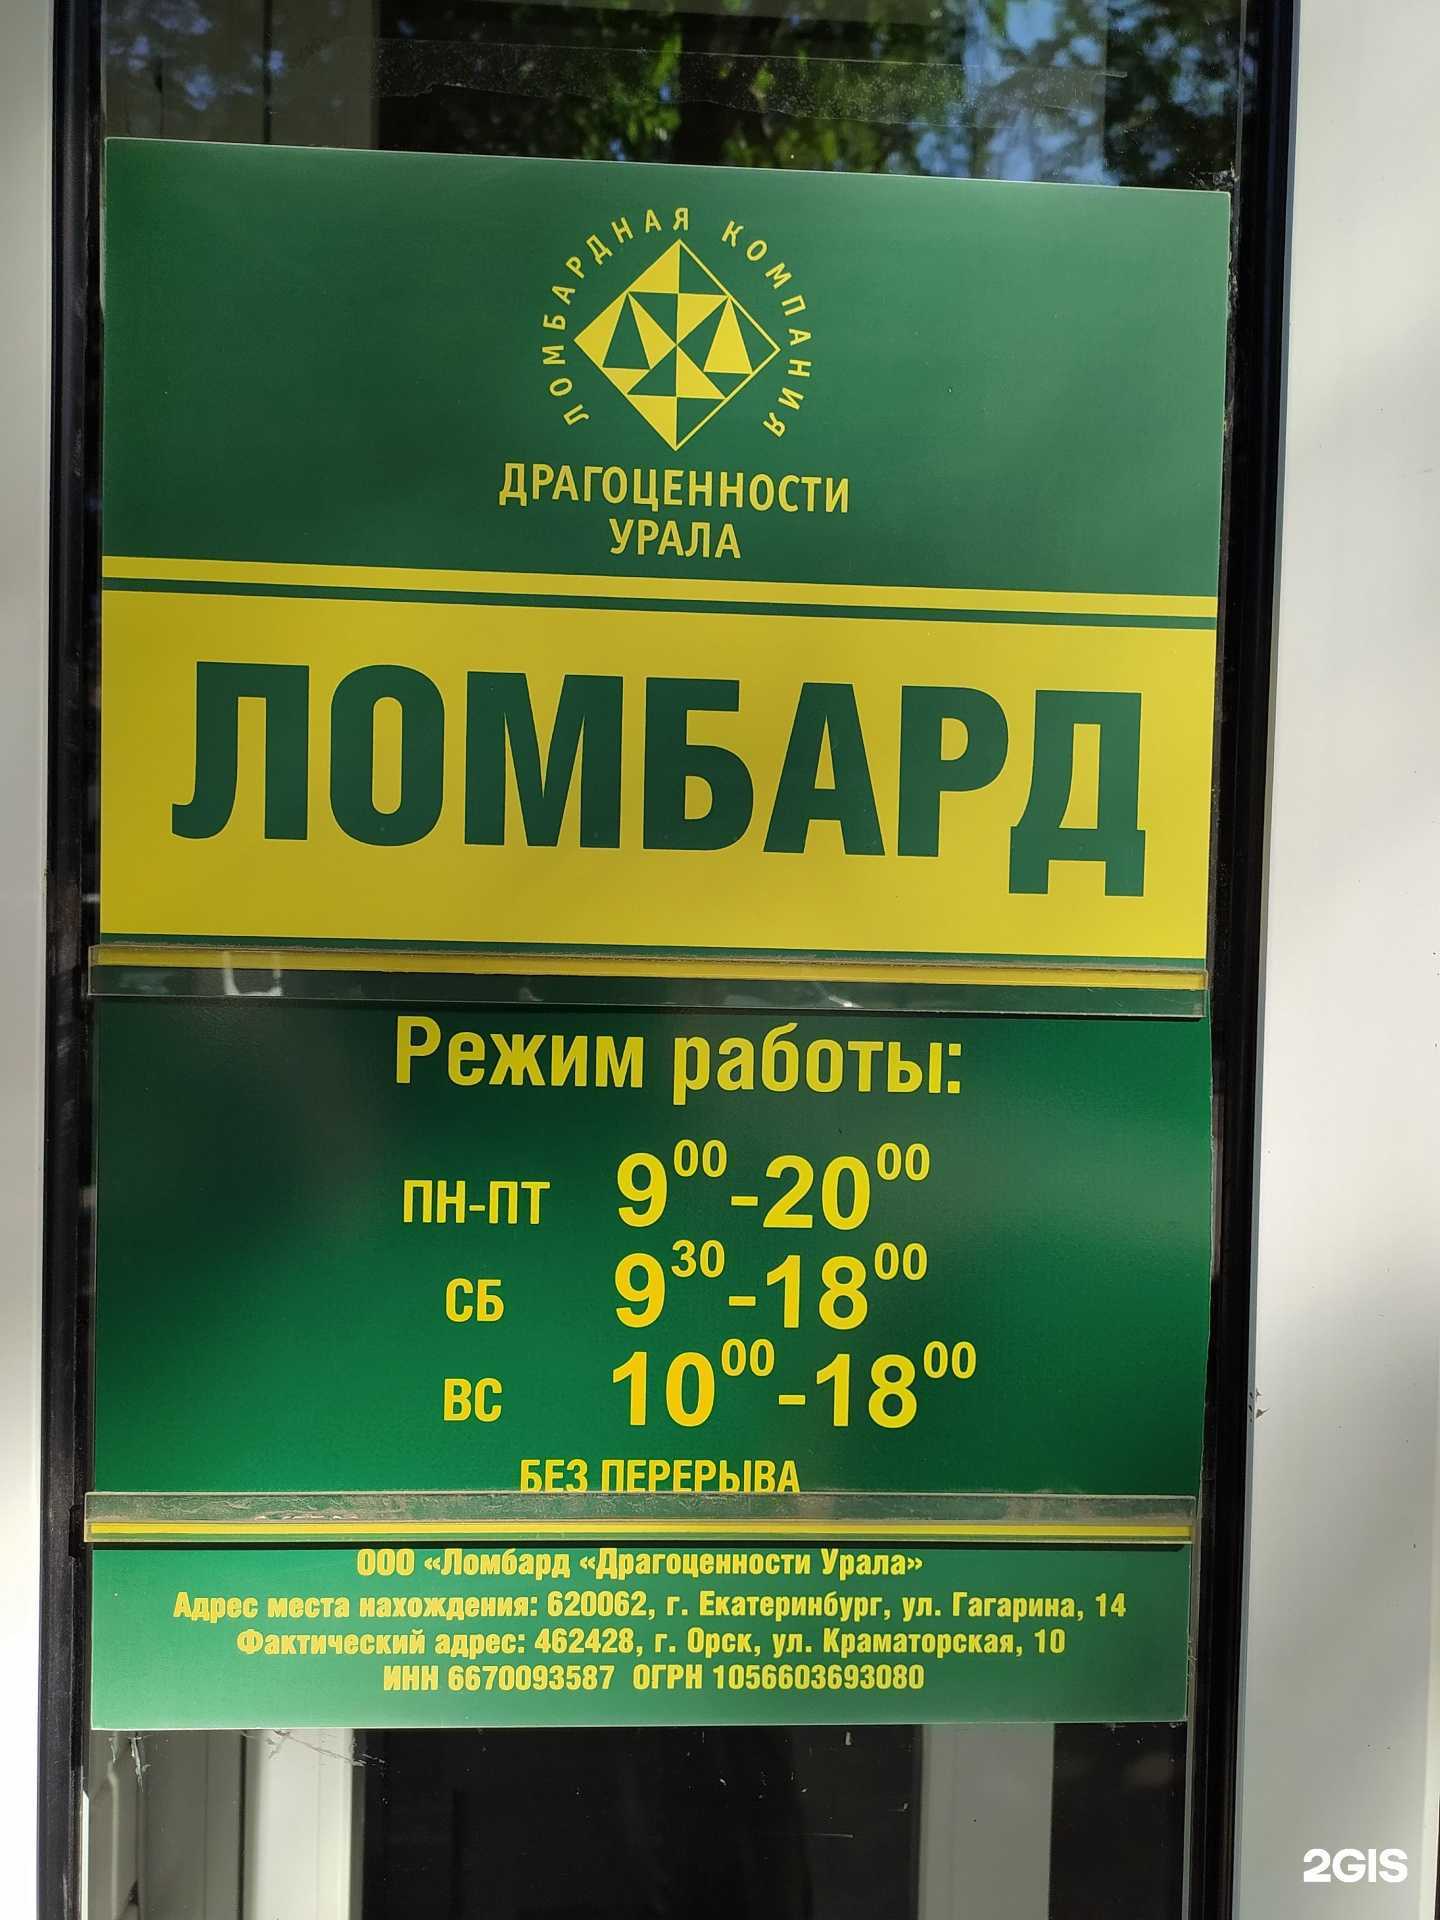 ЛОМБАРДНАЯ КОМПАНИЯ
ДРАГОЦЕННОСТИ
УРАЛА
ЛОМБАРД
Режим работы:
ПН-ПТ 9⁰⁰-20⁰⁰
СБ 9³⁰-18⁰⁰
ВС 10⁰⁰-18⁰⁰
БЕЗ ПЕРЕРЫВА
ООО «Ломбард «Драгоценности Урала»
Адрес места нахождения: 620062, г. Екатеринбург, ул. Гагарина, 14
Фактический адрес: 462428, г. Орск, ул. Краматорская, 10
ИНН 6670093587 ОГРН 1056603693080
2GIS